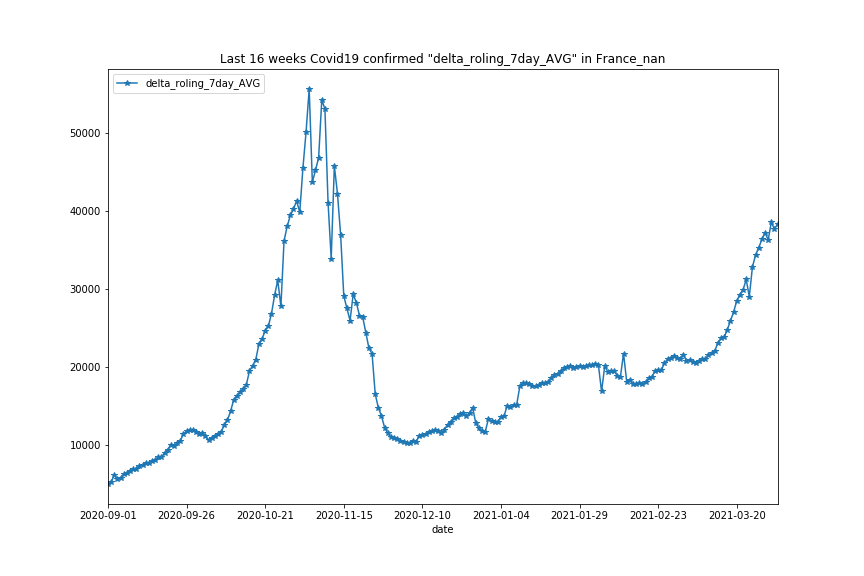 Last 16 weeks Covid19 confirmed "delta_roling_7day_AVG" in France_nan
delta_roling_7day_AVG
50000
40000
30000
20000
10000
2020-09-01 2020-09-26 2020-10-21 2020-11-15 2020-12-10 2021-01-04 2021-01-29 2021-02-23 2021-03-20
date